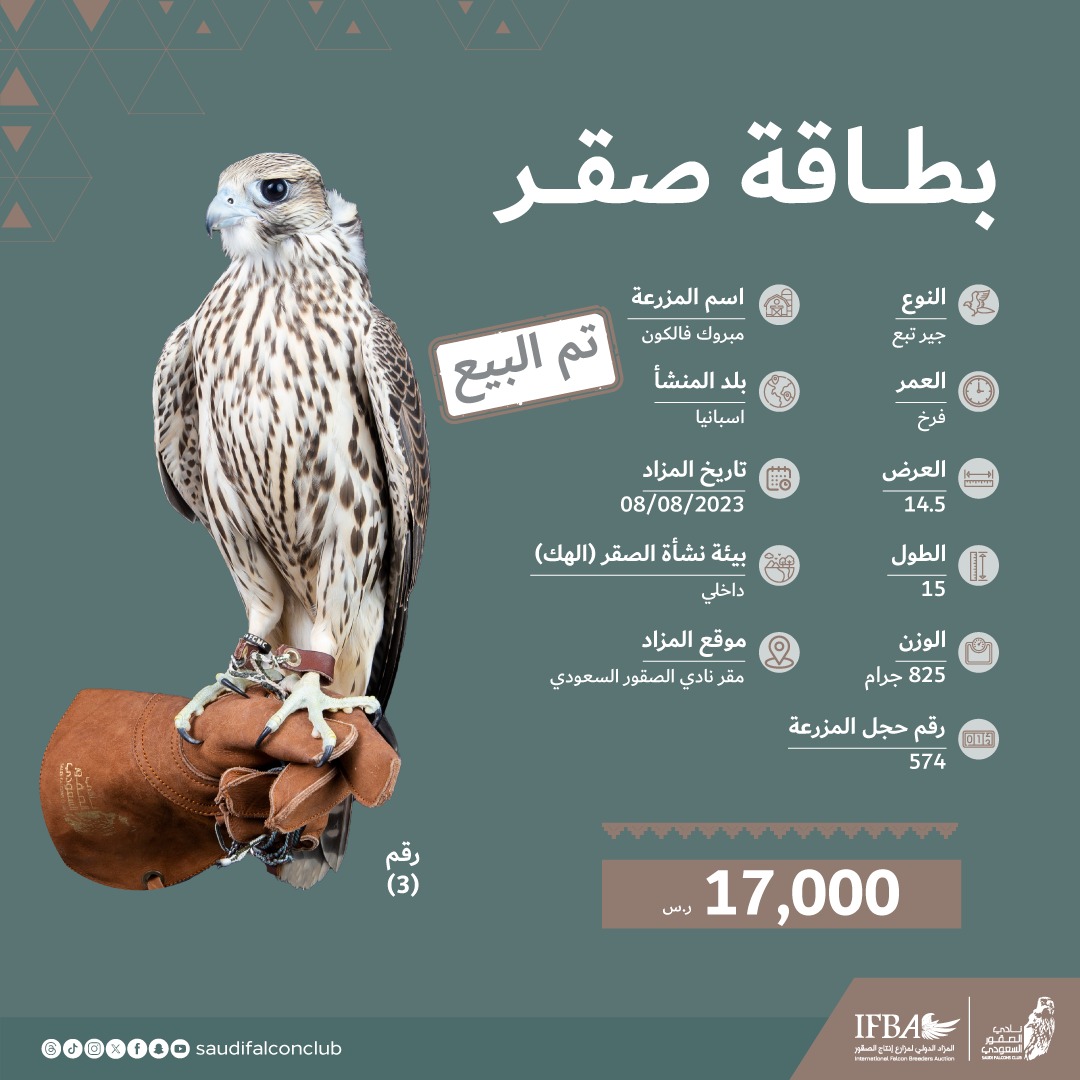 بطاقة صقر
النوع
جير تبع
اسم المزرعة
مبروك فالكون
العمر
فرخ
بلد المنشأ
اسبانيا
تم البيع
العرض
14.5
تاريخ المزاد
08/08/2023
الطول
15
بيئة نشأة الصقر (الهك)
داخلي
الوزن
825 جرام
موقع المزاد
مقر نادي الصقور السعودي
رقم حجل المزرعة
574
رقم
(3)
17,000 ر.س
saudifalconclub
IFBA
المزاد الدولي لمزارع إنتاج الصقور
International Falcon Breeders Auction
نادي
الصقور
السعودي
SAUDI FALCONS CLUB